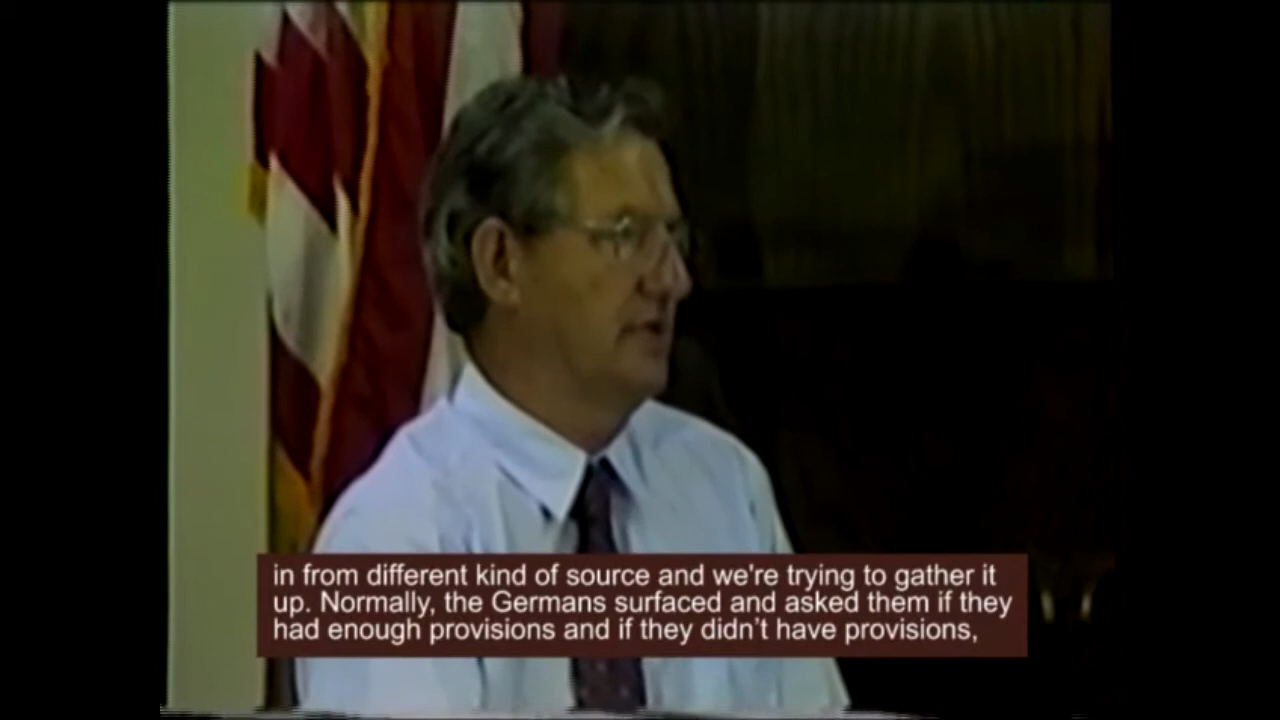 in from different kind of source and we're trying to gather it
up. Normally, the Germans surfaced and asked them if they
had enough provisions and if they didn’t have provisions,